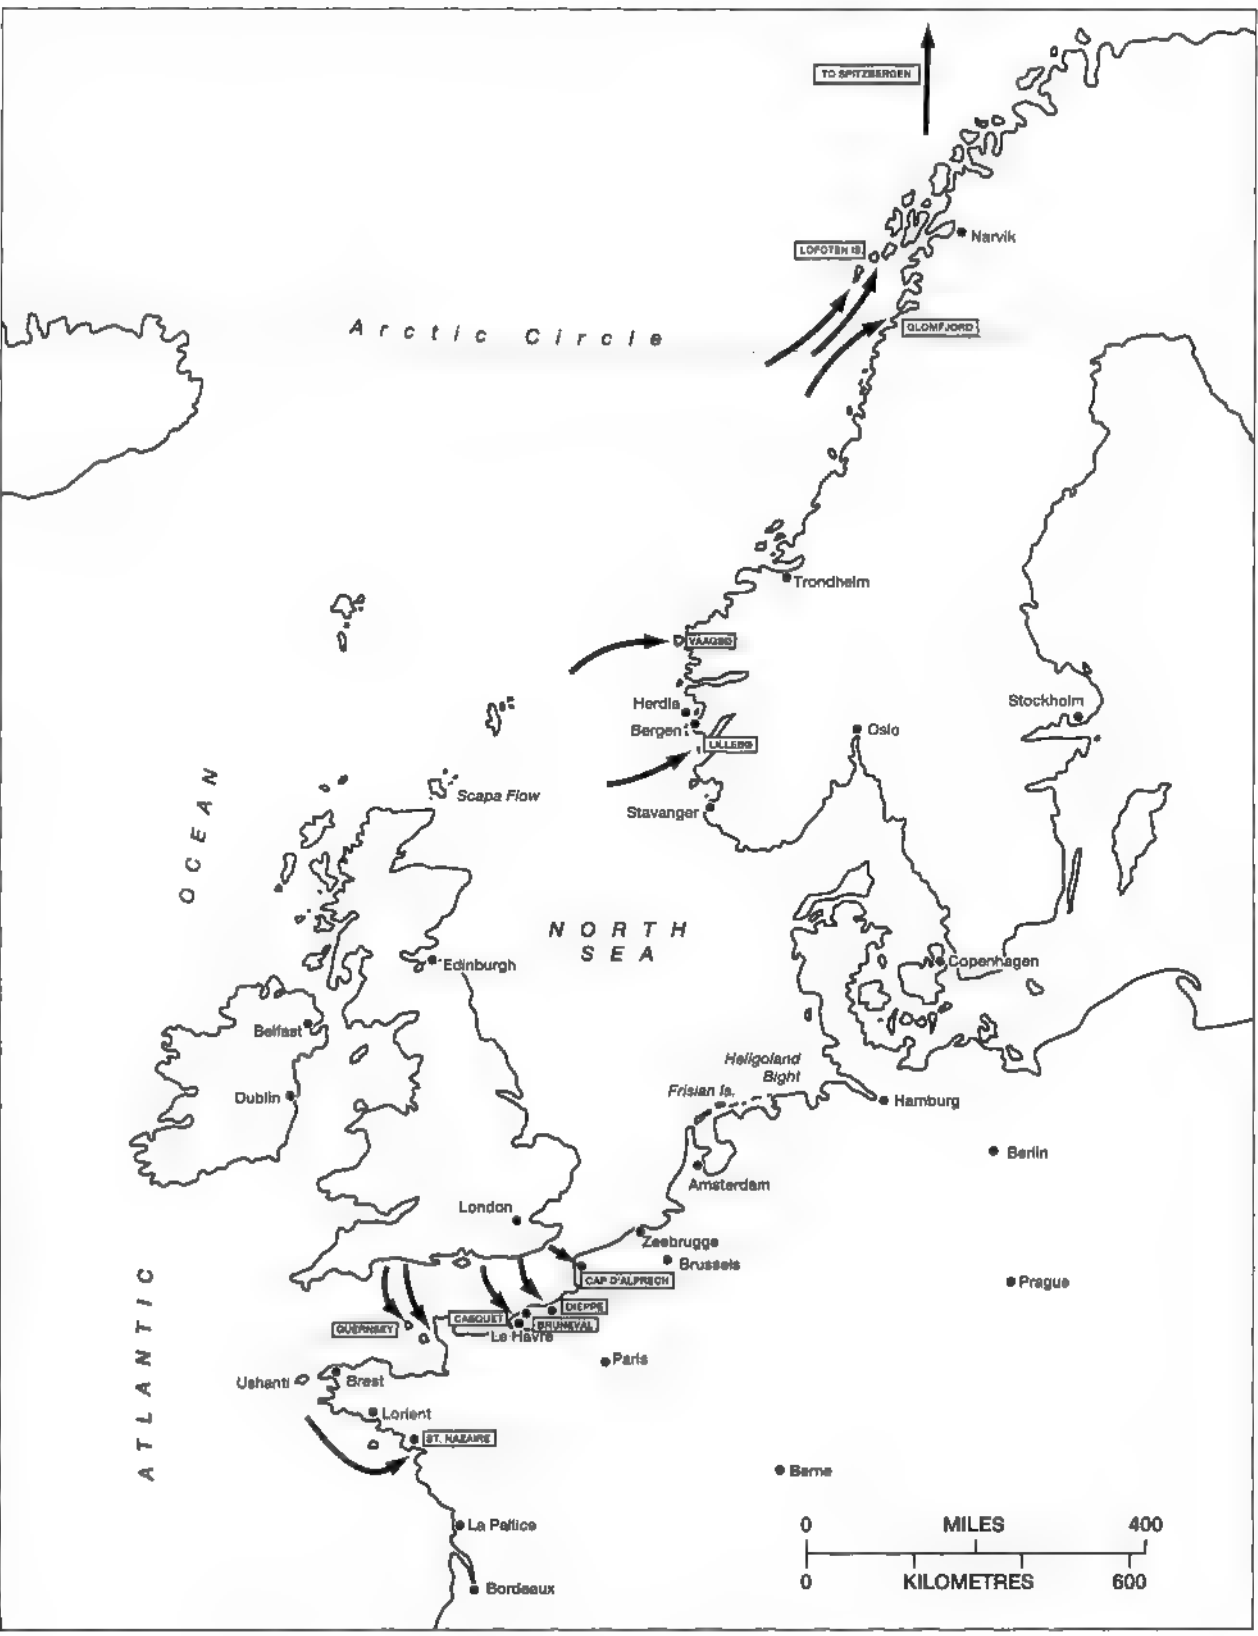 TO SPITZBERGEN
Narvik
LOFOTEN IS.
GLOMFJORD
Arctic Circle
Trondheim
VAAGSO
Herdla
Bergen
Stockholm
Oslo
LILLEBO
Scapa Flow
Stavanger
OCEAN
NORTH
SEA
Edinburgh
Copenhagen
Belfast
Heligoland
Bight
Frisian Is.
Dublin
Hamburg
Berlin
Amsterdam
London
Zeebrugge
Brussels
CAP D'ALPRECH
Prague
DIEPPE
CASQUET
BRUNEVAL
GUERNSEY
Le Havre
Paris
Ushant
Brest
Lorient
ATLANTIC
ST. NAZAIRE
Berne
La Pallice
0 MILES 400
0 KILOMETRES 600
Bordeaux